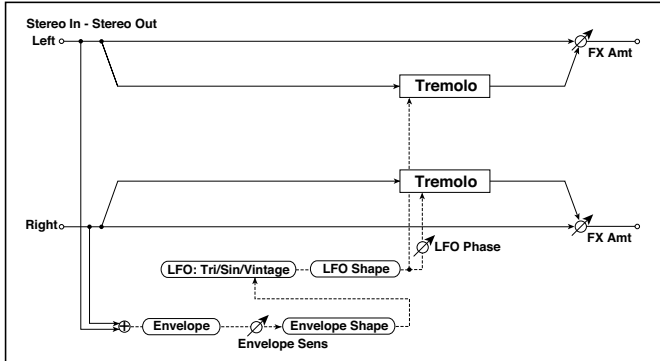 Stereo In - Stereo Out
Left
FX Amt
Tremolo
Tremolo
Right
FX Amt
LFO Phase
LFO: Tri/Sin/Vintage
LFO Shape
Envelope
Envelope Shape
Envelope Sens